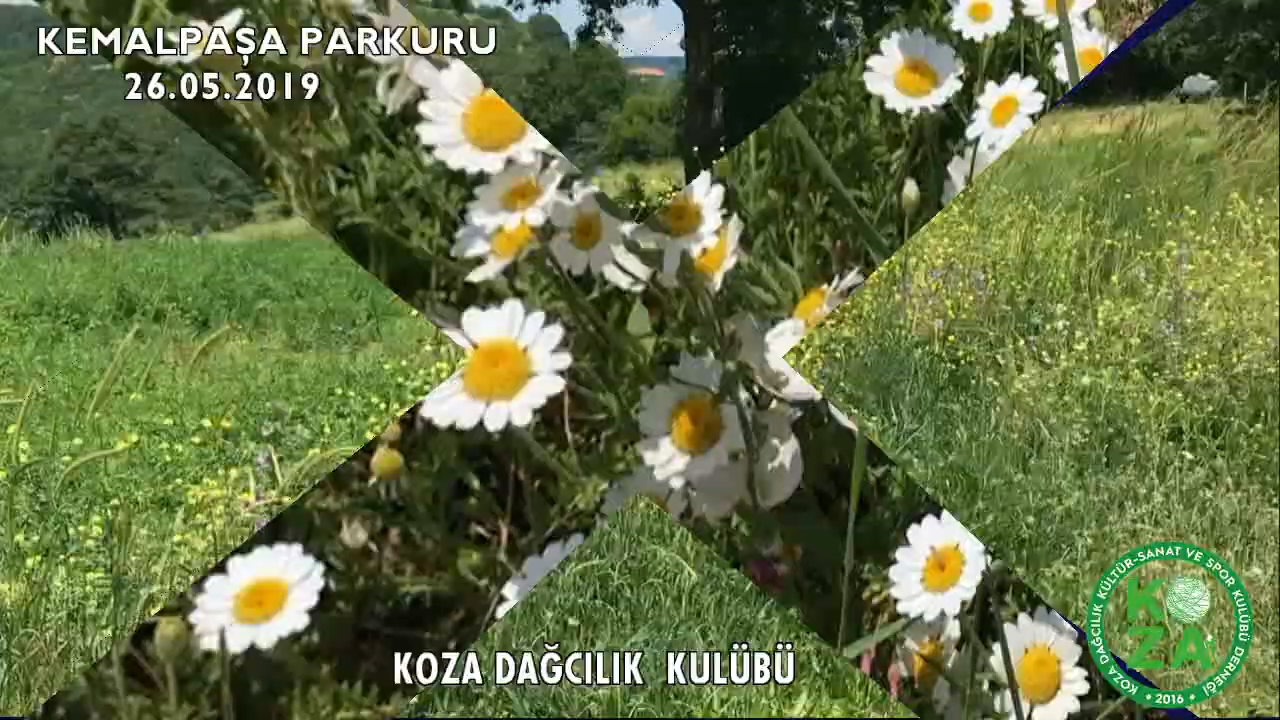 KEMALPAŞA PARKURU
26.05.2019
KOZA DAĞCILIK KULÜBÜ
KOZA DAĞCILIK KÜLTÜR-SANAT VE SPOR KULÜBÜ DERNEĞİ
KOZA
• 2016 •